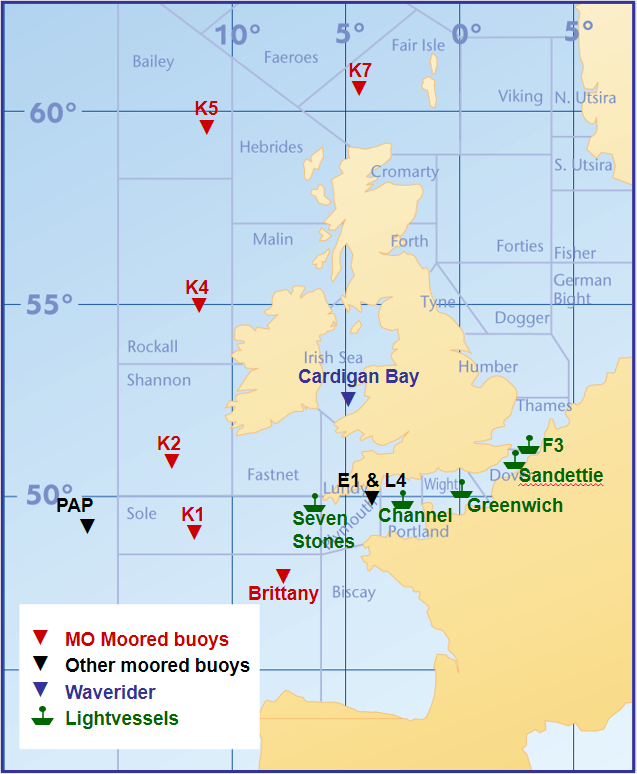 10° 5° 0° 5°
Bailey
Faeroes
Fair Isle
K7
Viking
N. Utsira
60°
K5
Hebrides
Cromarty
S. Utsira
Malin
Forth
Forties
Fisher
German
Bight
K4
55°
Tyne
Dogger
Rockall
Irish Sea
Humber
Shannon
Cardigan Bay
Thames
K2
F3
Fastnet
E1 & L4
Dover
Sandettie
50°
Lundy
Wight
PAP
Sole
K1
Seven
Stones
Plymouth
Channel
Greenwich
Portland
Brittany
Biscay
MO Moored buoys
Other moored buoys
Waverider
Lightvessels